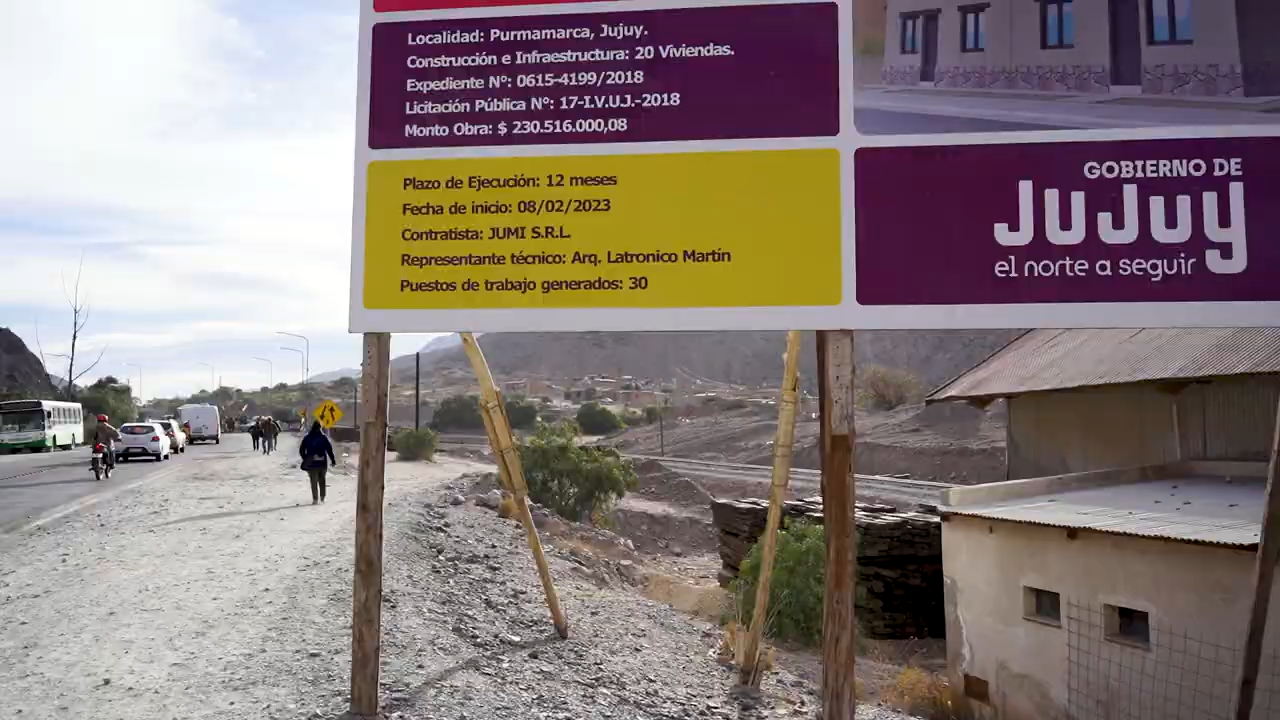 Localidad: Purmamarca, Jujuy.
Construcción e Infraestructura: 20 Viviendas.
Expediente N°: 0615-4199/2018
Licitación Pública N°: 17-I.V.U.J.-2018
Monto Obra: $ 230.516.000,08
Plazo de Ejecución: 12 meses
Fecha de inicio: 08/02/2023
Contratista: JUMI S.R.L.
Representante técnico: Arq. Latronico Martín
Puestos de trabajo generados: 30
GOBIERNO DE
JuJuy
el norte a seguir